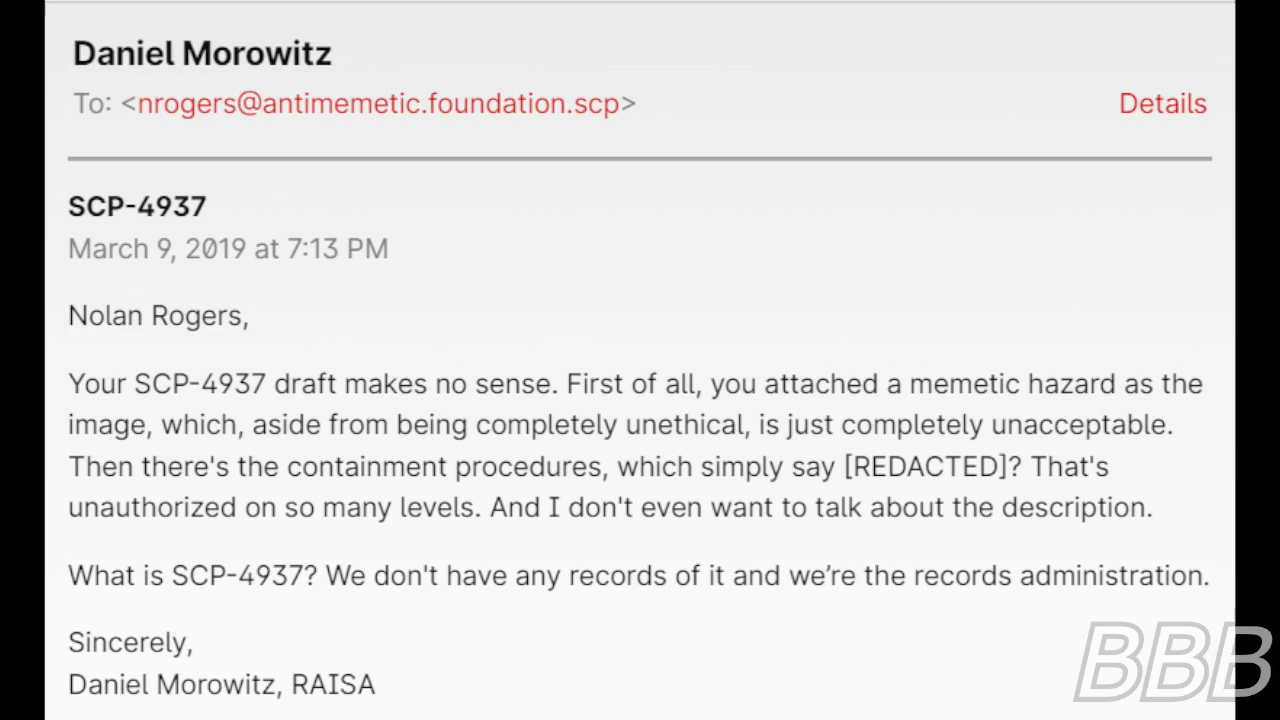 Daniel Morowitz
To: <nrogers@antimemetic.foundation.scp>
Details
SCP-4937
March 9, 2019 at 7:13 PM
Nolan Rogers,
Your SCP-4937 draft makes no sense. First of all, you attached a memetic hazard as the
image, which, aside from being completely unethical, is just completely unacceptable.
Then there's the containment procedures, which simply say [REDACTED]? That's
unauthorized on so many levels. And I don't even want to talk about the description.
What is SCP-4937? We don't have any records of it and we’re the records administration.
Sincerely,
Daniel Morowitz, RAISA
BBB